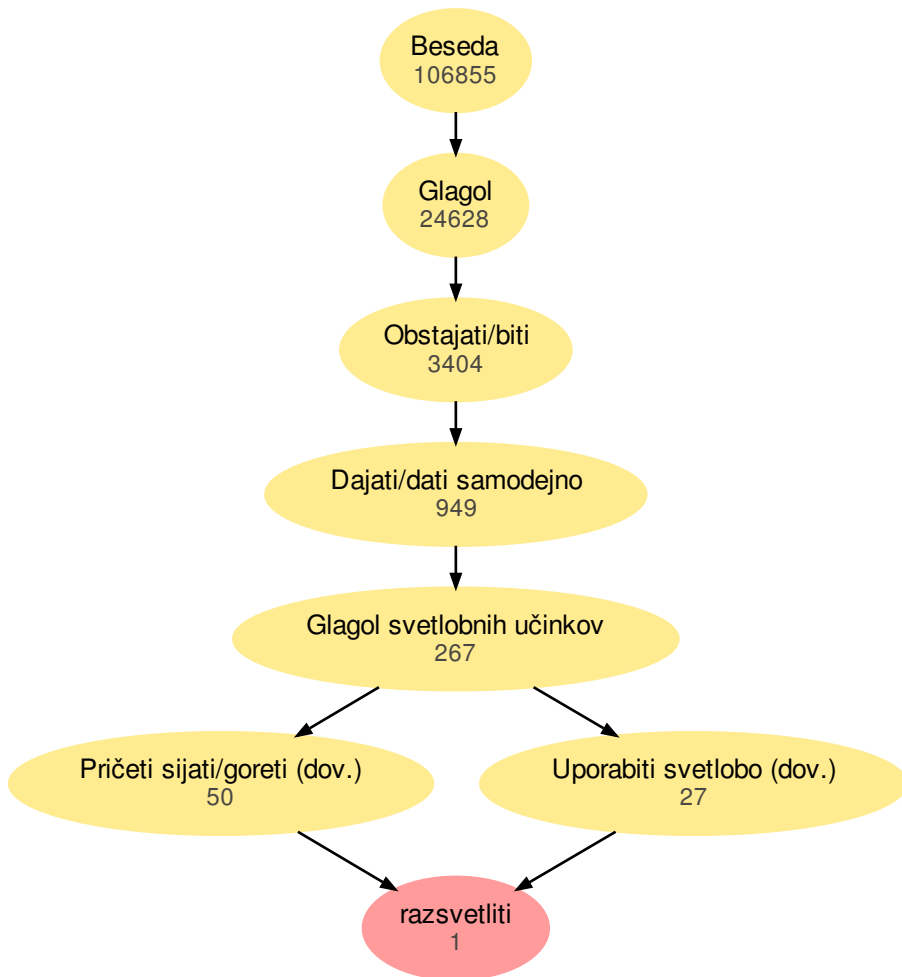 Beseda
106855
Glagol
24628
Obstajati/biti
3404
Dajati/dati samodejno
949
Glagol svetlobnih učinkov
267
Pričeti sijati/goreti (dov.)
50
Uporabiti svetlobo (dov.)
27
razsvetliti
1